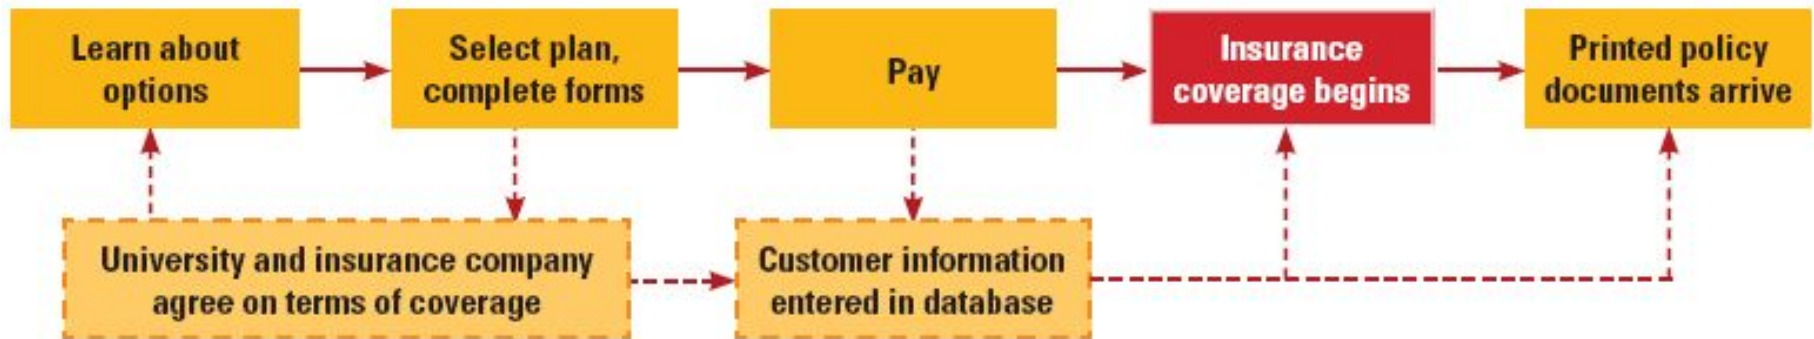 Learn about
options
Select plan,
complete forms
Pay
Insurance
coverage begins
Printed policy
documents arrive
University and insurance company
agree on terms of coverage
Customer information
entered in database